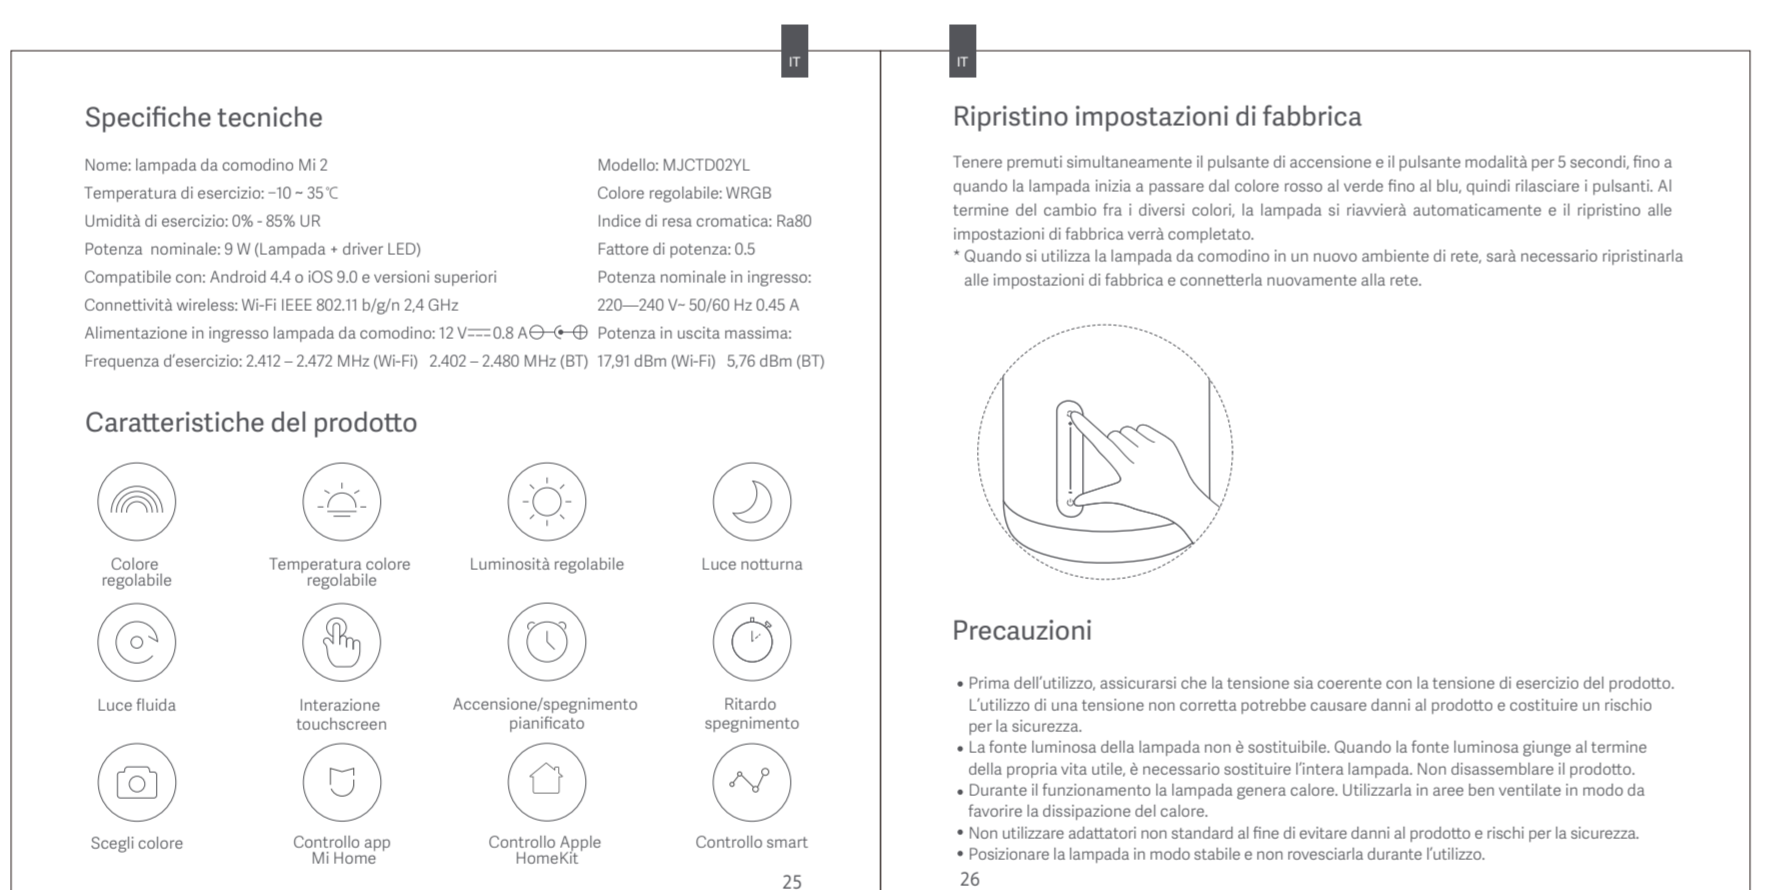 IT
Specifiche tecniche
Nome: lampada da comodino Mi 2
Temperatura di esercizio: −10 ~ 35℃
Umidità di esercizio: 0% - 85% UR
Potenza nominale: 9 W (Lampada + driver LED)
Compatibile con: Android 4.4 o iOS 9.0 e versioni superiori
Connettività wireless: Wi-Fi IEEE 802.11 b/g/n 2,4 GHz
Alimentazione in ingresso lampada da comodino: 12 V⎓0.8 A
Frequenza d'esercizio: 2.412 – 2.472 MHz (Wi-Fi) 2.402 – 2.480 MHz (BT)
Modello: MJCTD02YL
Colore regolabile: WRGB
Indice di resa cromatica: Ra80
Fattore di potenza: 0.5
Potenza nominale in ingresso:
220—240 V~ 50/60 Hz 0.45 A
Potenza in uscita massima:
17,91 dBm (Wi-Fi) 5,76 dBm (BT)
Caratteristiche del prodotto
Colore
regolabile
Temperatura colore
regolabile
Luminosità regolabile
Luce notturna
Luce fluida
Interazione
touchscreen
Accensione/spegnimento
pianificato
Ritardo
spegnimento
Scegli colore
Controllo app
Mi Home
Controllo Apple
HomeKit
Controllo smart
25
IT
Ripristino impostazioni di fabbrica
Tenere premuti simultaneamente il pulsante di accensione e il pulsante modalità per 5 secondi, fino a
quando la lampada inizia a passare dal colore rosso al verde fino al blu, quindi rilasciare i pulsanti. Al
termine del cambio fra i diversi colori, la lampada si riavvierà automaticamente e il ripristino alle
impostazioni di fabbrica verrà completato.
* Quando si utilizza la lampada da comodino in un nuovo ambiente di rete, sarà necessario ripristinarla
alle impostazioni di fabbrica e connetterla nuovamente alla rete.
Precauzioni
• Prima dell'utilizzo, assicurarsi che la tensione sia coerente con la tensione di esercizio del prodotto.
L'utilizzo di una tensione non corretta potrebbe causare danni al prodotto e costituire un rischio
per la sicurezza.
• La fonte luminosa della lampada non è sostituibile. Quando la fonte luminosa giunge al termine
della propria vita utile, è necessario sostituire l'intera lampada. Non disassemblare il prodotto.
• Durante il funzionamento la lampada genera calore. Utilizzarla in aree ben ventilate in modo da
favorire la dissipazione del calore.
• Non utilizzare adattatori non standard al fine di evitare danni al prodotto e rischi per la sicurezza.
• Posizionare la lampada in modo stabile e non rovesciarla durante l'utilizzo.
26